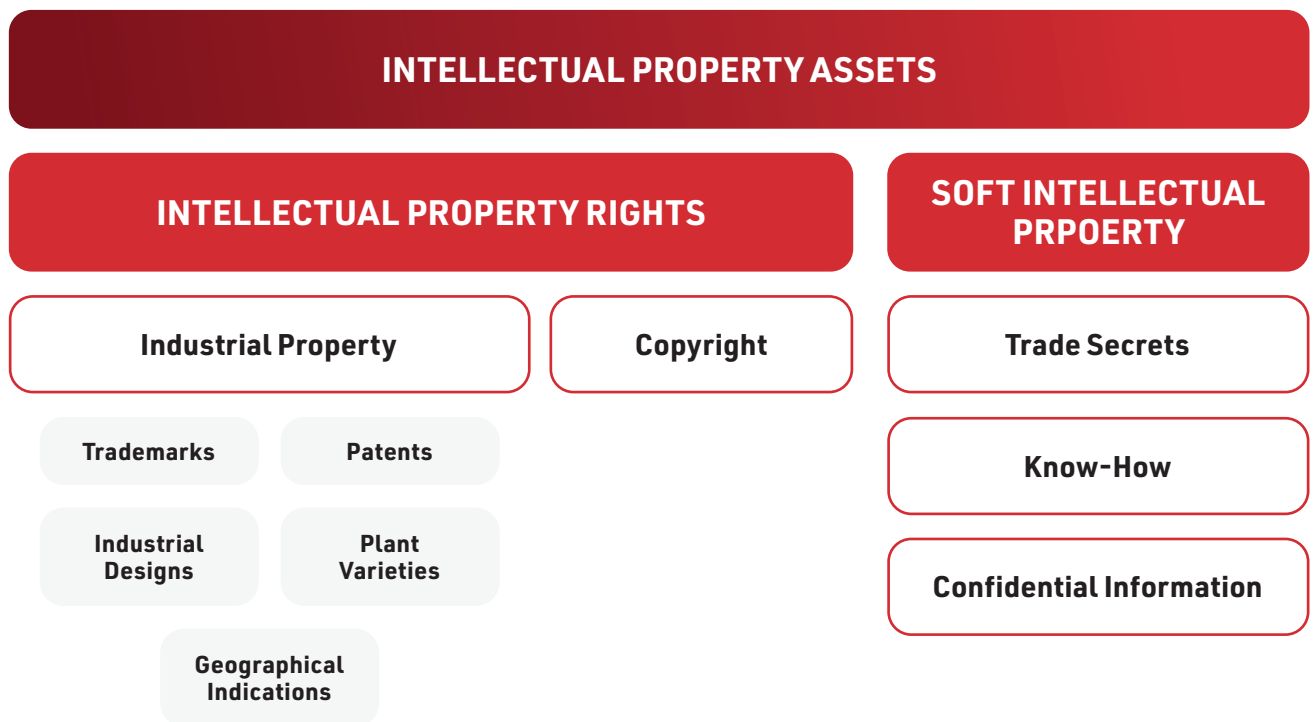 INTELLECTUAL PROPERTY ASSETS
INTELLECTUAL PROPERTY RIGHTS
SOFT INTELLECTUAL
PRPOERTY
Industrial Property
Copyright
Trade Secrets
Trademarks
Patents
Know-How
Industrial
Designs
Plant
Varieties
Confidential Information
Geographical
Indications